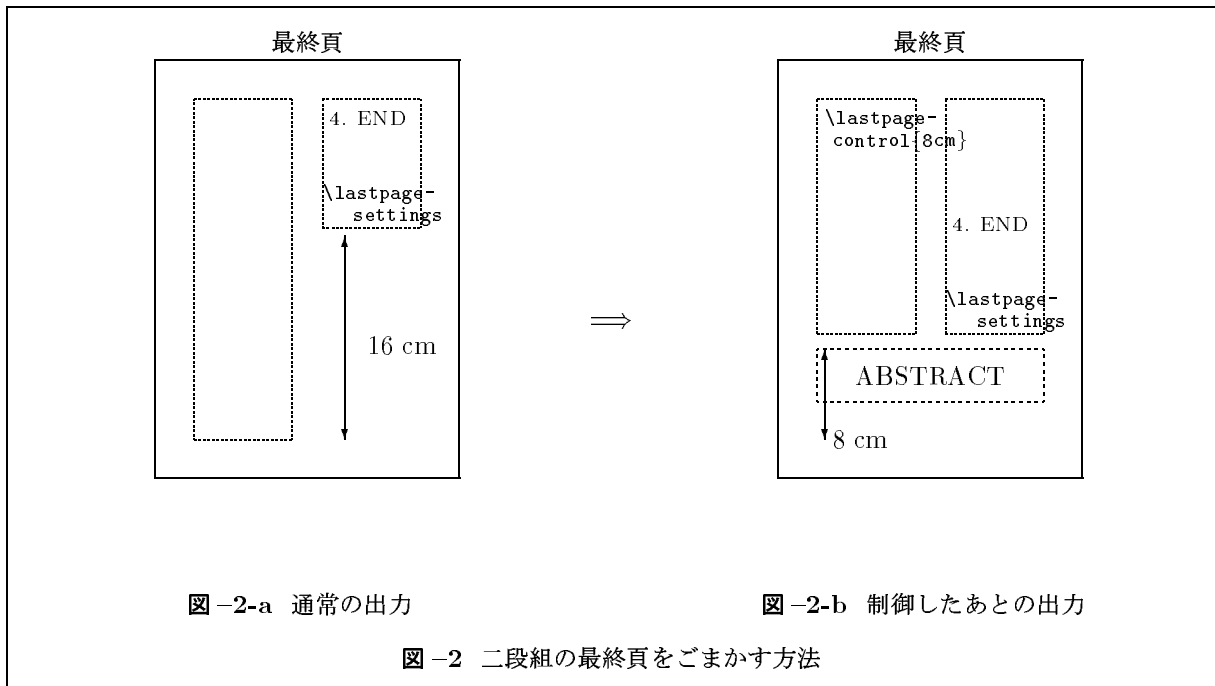 最終頁
4. END
\lastpage-
settings
16 cm
⟹
最終頁
\lastpage-
control{8cm}
4. END
\lastpage-
settings
ABSTRACT
8 cm
図 –2-a 通常の出力
図 –2-b 制御したあとの出力
図 –2 二段組の最終頁をごまかす方法